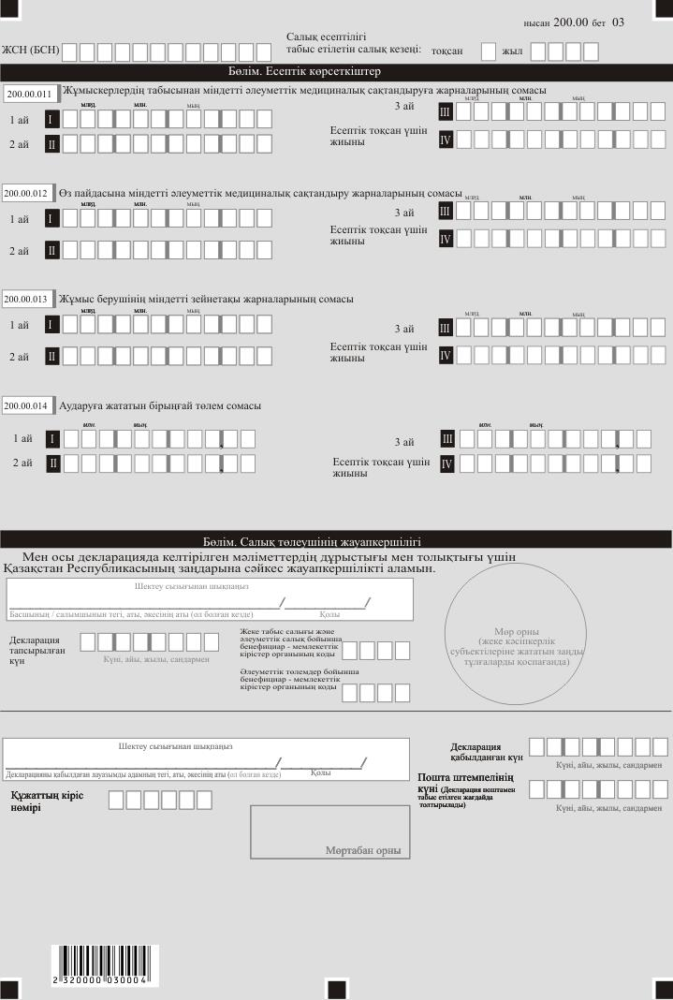 нысан 200.00 бет 03
Салық есептілігі
ЖСН (БСН) табыс етілетін салық кезеңі: тоқсан жыл
Бөлім. Есептік көрсеткіштер
200.00.011 Жұмыскерлердің табысынан міндетті әлеуметтік медициналық сақтандыруға жарналарының сомасы
млрд. млн. мың млрд. млн. мың
1 ай I 3 ай III
2 ай II Есептік тоқсан үшін IV
жиыны
200.00.012 Өз пайдасына міндетті әлеуметтік медициналық сақтандыру жарналарының сомасы
млрд. млн. мың млрд. млн. мың
1 ай I 3 ай III
2 ай II Есептік тоқсан үшін IV
жиыны
200.00.013 Жұмыс берушінің міндетті зейнетақы жарналарының сомасы
млрд. млн. мың млрд. млн. мың
1 ай I 3 ай III
2 ай II Есептік тоқсан үшін IV
жиыны
200.00.014 Аударуға жататын бірыңғай төлем сомасы
млн. мың. млн. мың.
1 ай I , 3 ай III ,
2 ай II , Есептік тоқсан үшін IV ,
жиыны
Бөлім. Салық төлеушінің жауапкершілігі
Мен осы декларацияда келтірілген мәліметтердің дұрыстығы мен толықтығы үшін
Қазақстан Республикасының заңдарына сәйкес жауапкершілікті аламын.
Шектеу сызығынан шықпаңыз
/ /
Басшының / салымшынын тегі, аты, әкесінің аты (ол болған кезде) Қолы
Декларация
тапсырылған
күн
Күні, айы, жылы, сандармен
Жеке табыс салығы және
әлеуметтік салық бойынша
бенефициар - мемлекеттік
кірістер органының коды
Әлеуметтік төлемдер бойынша
бенефициар - мемлекеттік
кірістер органының коды
Мөр орны
(жеке кәсіпкерлік
субъектілеріне жататын заңды
тұлғаларды қоспағанда)
Шектеу сызығынан шықпаңыз
/ /
Декларацияны қабылдаған лауазымды адамның тегі, аты, әкесінің аты (ол болған кезде) Қолы
Декларация
қабылданған күн
Күні, айы, жылы, сандармен
Пошта штемпелінің
күні (Декларация поштамен
табыс етілген жағдайда
толтырылады)
Күні, айы, жылы, сандармен
Құжаттың кіріс
нөмірі
Мөртабан орны
2 320000 030004